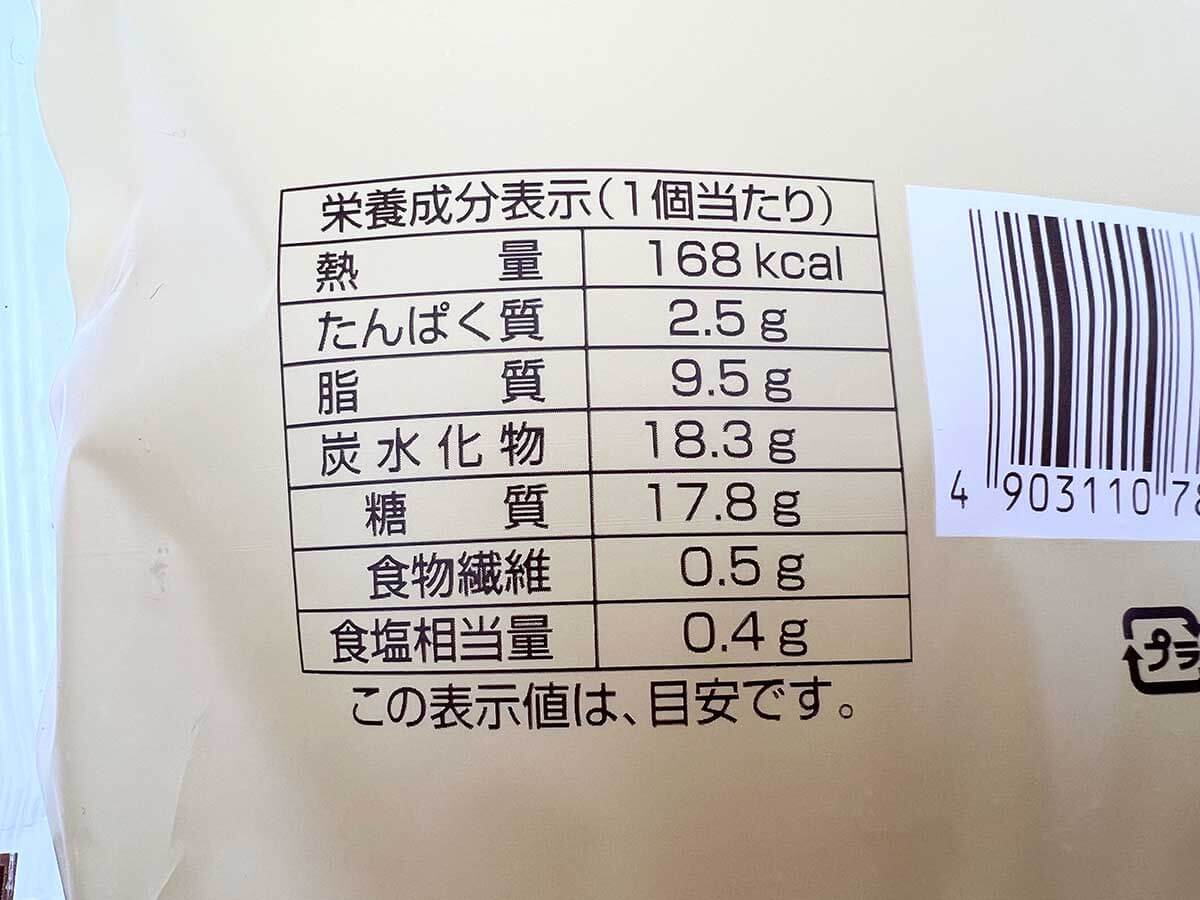 栄養成分表示(1個当たり)
熱量 168 kcal
たんぱく質 2.5 g
脂質 9.5 g
炭水化物 18.3 g
糖質 17.8 g
食物繊維 0.5 g
食塩相当量 0.4 g
この表示値は、目安です。
4 903110 78
プラ